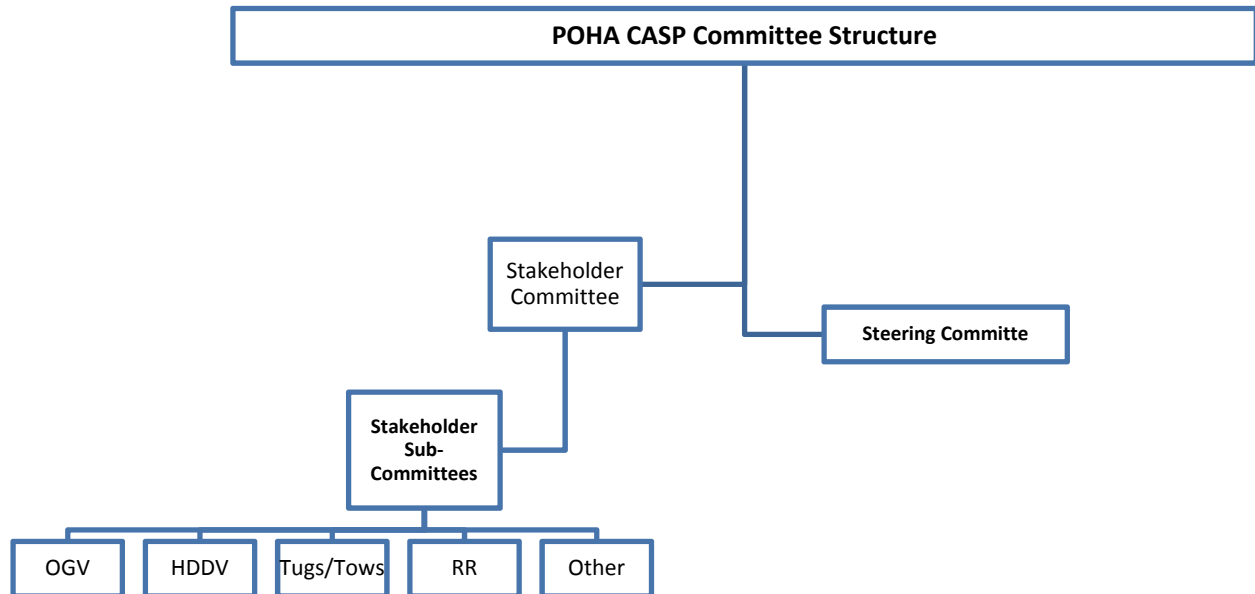 POHA CASP Committee Structure
Stakeholder
Committee
Steering Committe
Stakeholder
Sub-
Committees
OGV
HDDV
Tugs/Tows
RR
Other